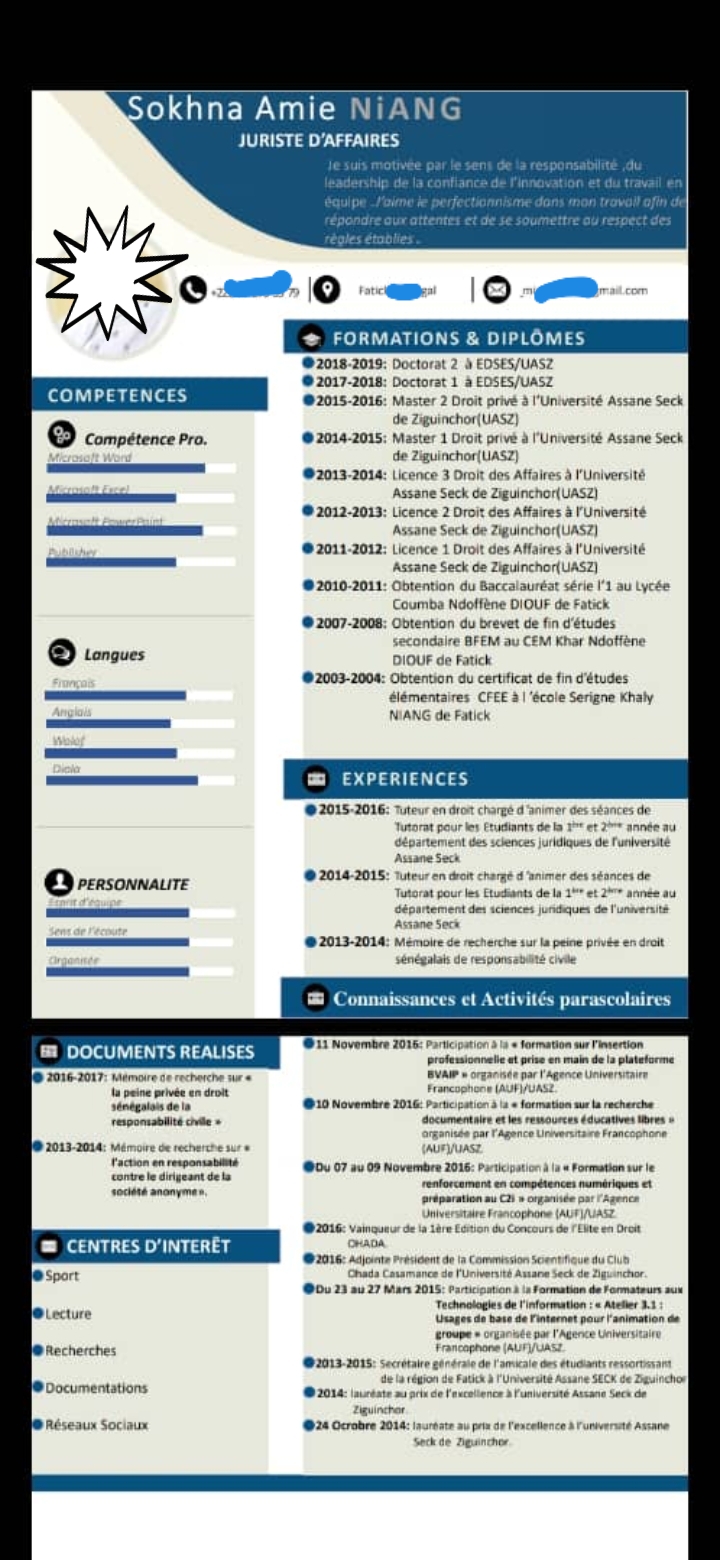 Sokhna Amie NiANG
JURISTE D'AFFAIRES
Je suis motivée par le sens de la responsabilité ,du
leadership de la confiance de l'innovation et du travail en
équipe .J'aime le perfectionnisme dans mon travail afin de
répondre aux attentes et de se soumettre au respect des
règles établies .
79
mail.com
COMPETENCES
Compétence Pro.
Microsoft Word
Microsoft Excel
Microsoft PowerPoint
Publisher
Langues
Français
Anglais
Wolof
Diola
PERSONNALITE
Esprit d'équipe
Sens de l'écoute
Organisée
FORMATIONS & DIPLÔMES
2018-2019: Doctorat 2 à EDSES/UASZ
2017-2018: Doctorat 1 à EDSES/UASZ
2015-2016: Master 2 Droit privé à l'Université Assane Seck
de Ziguinchor(UASZ)
2014-2015: Master 1 Droit privé à l'Université Assane Seck
de Ziguinchor(UASZ)
2013-2014: Licence 3 Droit des Affaires à l'Université
Assane Seck de Ziguinchor(UASZ)
2012-2013: Licence 2 Droit des Affaires à l'Université
Assane Seck de Ziguinchor(UASZ)
2011-2012: Licence 1 Droit des Affaires à l'Université
Assane Seck de Ziguinchor(UASZ)
2010-2011: Obtention du Baccalauréat série l'1 au Lycée
Coumba Ndoffène DIOUF de Fatick
2007-2008: Obtention du brevet de fin d'études
secondaire BFEM au CEM Khar Ndoffène
DIOUF de Fatick
2003-2004: Obtention du certificat de fin d'études
élémentaires CFEE à l 'école Serigne Khaly
NIANG de Fatick
EXPERIENCES
2015-2016: Tuteur en droit chargé d'animer des séances de
Tutorat pour les Etudiants de la 1ère et 2ème année au
département des sciences juridiques de l'université
Assane Seck
2014-2015: Tuteur en droit chargé d'animer des séances de
Tutorat pour les Etudiants de la 1ère et 2ème année au
département des sciences juridiques de l'université
Assane Seck
2013-2014: Mémoire de recherche sur la peine privée en droit
sénégalais de responsabilité civile
Connaissances et Activités parascolaires
DOCUMENTS REALISES
2016-2017: Mémoire de recherche sur «
la peine privée en droit
sénégalais de la
responsabilité civile »
2013-2014: Mémoire de recherche sur «
l'action en responsabilité
contre le dirigeant de la
société anonyme».
CENTRES D'INTERÊT
Sport
Lecture
Recherches
Documentations
Réseaux Sociaux
11 Novembre 2016: Participation à la « formation sur l'insertion
professionnelle et prise en main de la plateforme
BVAIP » organisée par l'Agence Universitaire
Francophone (AUF)/UASZ.
10 Novembre 2016: Participation à la « formation sur la recherche
documentaire et les ressources éducatives libres »
organisée par l'Agence Universitaire Francophone
(AUF)/UASZ.
Du 07 au 09 Novembre 2016: Participation à la « Formation sur le
renforcement en compétences numériques et
préparation au C2i » organisée par l'Agence
Universitaire Francophone (AUF)/UASZ.
2016: Vainqueur de la 1ère Edition du Concours de l'Elite en Droit
OHADA.
2016: Adjointe Président de la Commission Scientifique du Club
Ohada Casamance de l'Université Assane Seck de Ziguinchor.
Du 23 au 27 Mars 2015: Participation à la Formation de Formateurs aux
Technologies de l'information : « Atelier 3.1 :
Usages de base de l'internet pour l'animation de
groupe » organisée par l'Agence Universitaire
Francophone (AUF)/UASZ.
2013-2015: Secrétaire générale de l'amicale des étudiants ressortissant
de la région de Fatick à l'Université Assane SECK de Ziguinchor
2014: lauréate au prix de l'excellence à l'université Assane Seck de
Ziguinchor.
24 Ocrobre 2014: lauréate au prix de l'excellence à l'université Assane
Seck de Ziguinchor.